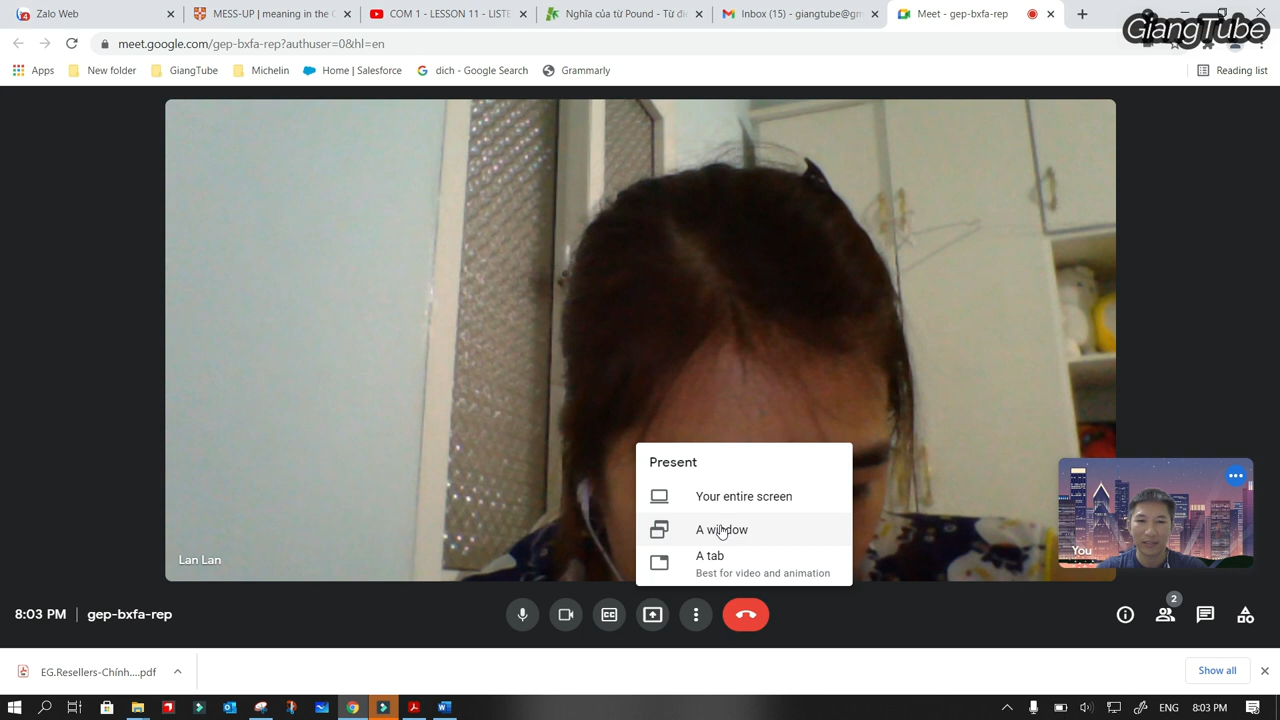 Zalo Web
MESS-UP | meaning in the C
COM 1 - LESSON 11 - LISTE
Nghĩa của từ Pound - Từ điể
Inbox (15) - giangtube@gm
Meet - gep-bxfa-rep
GiangTube
meet.google.com/gep-bxfa-rep?authuser=0&hl=en
Apps
New folder
GiangTube
Michelin
Home | Salesforce
dich - Google Search
Grammarly
Reading list
Present
Your entire screen
A window
A tab
Best for video and animation
Lan Lan
You
8:03 PM | gep-bxfa-rep
2
EG.Resellers-Chính....pdf
Show all
ENG
8:03 PM